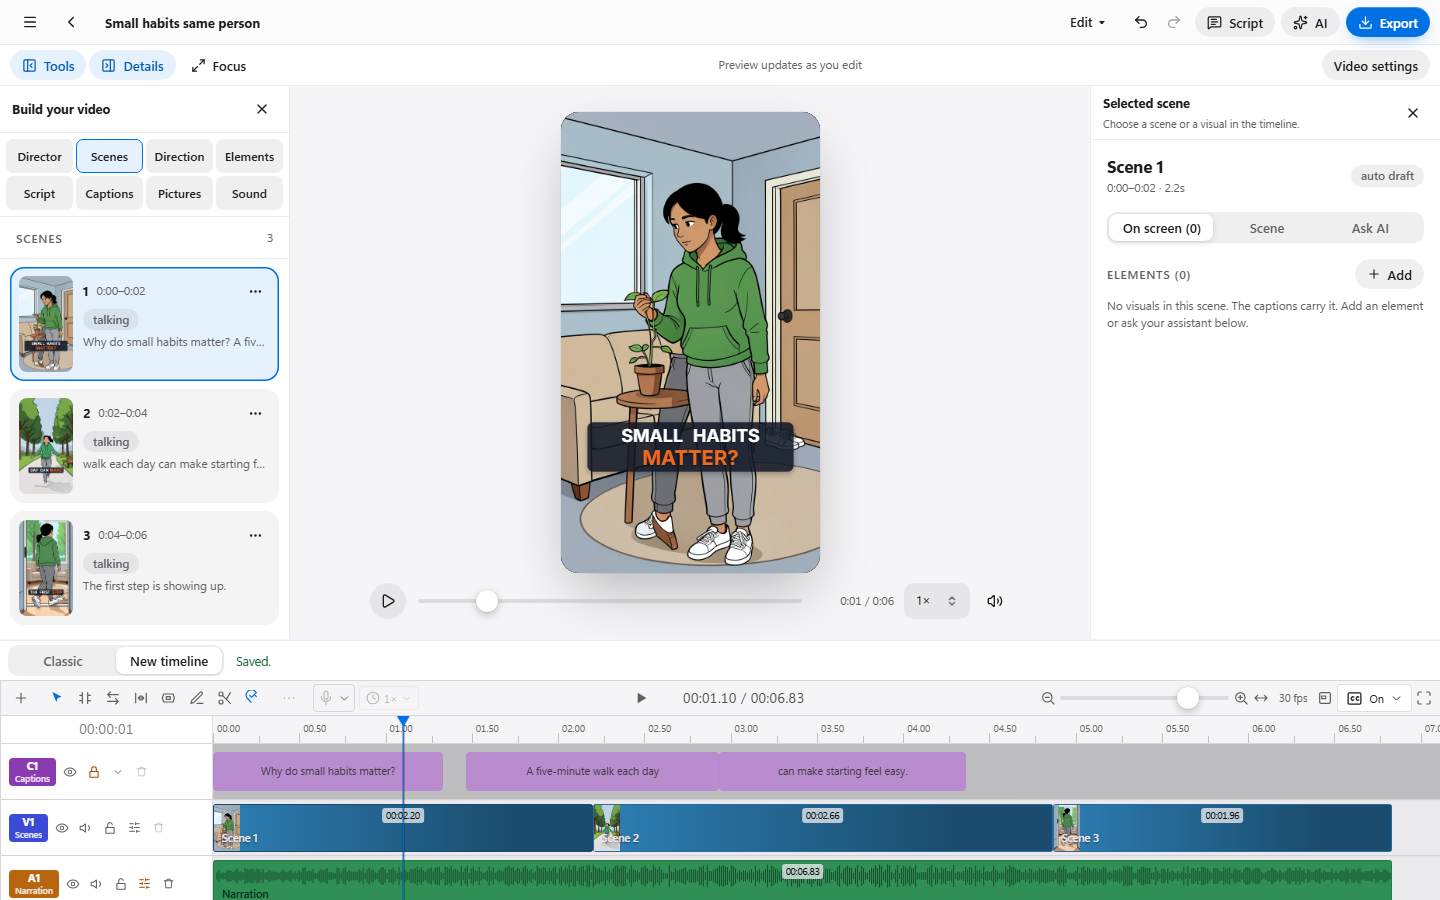 Small habits same person
Edit
Script
AI
Export
Tools
Details
Focus
Preview updates as you edit
Video settings
Build your video
Director
Scenes
Direction
Elements
Script
Captions
Pictures
Sound
SCENES
3
1 0:00–0:02
talking
Why do small habits matter? A fiv...
2 0:02–0:04
talking
walk each day can make starting f...
3 0:04–0:06
talking
The first step is showing up.
SMALL HABITS
MATTER?
0:01 / 0:06
1×
Selected scene
Choose a scene or a visual in the timeline.
Scene 1
0:00–0:02 · 2.2s
auto draft
On screen (0)
Scene
Ask AI
ELEMENTS (0)
Add
No visuals in this scene. The captions carry it. Add an element
or ask your assistant below.
Classic
New timeline
Saved.
1×
00:01.10 / 00:06.83
30 fps
CC On
00:00:01
00.00
00.50
01.00
01.50
02.00
02.50
03.00
03.50
04.00
04.50
05.00
05.50
06.00
06.50
C1
Captions
Why do small habits matter?
A five-minute walk each day
can make starting feel easy.
V1
Scenes
Scene 1
00:02.20
Scene 2
00:02.66
Scene 3
00:01.96
A1
Narration
Narration
00:06.83